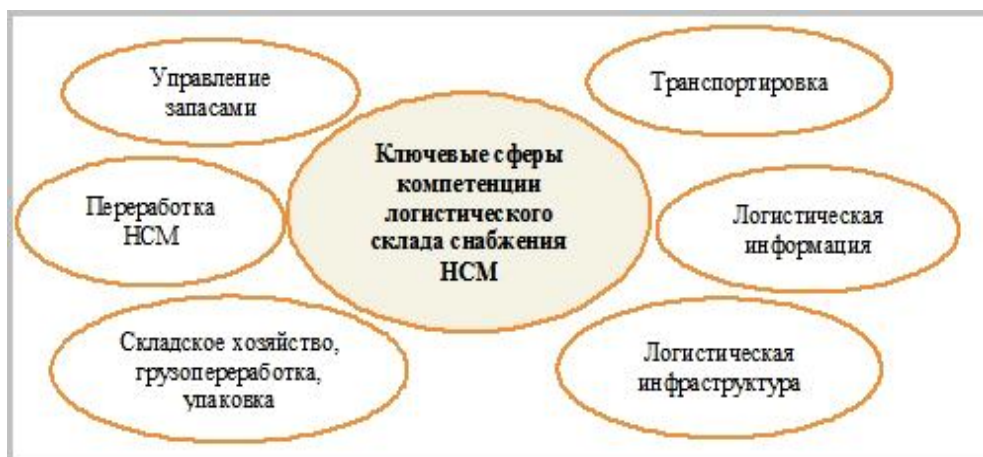 Управление
запасами
Транспортировка
Ключевые сферы
компетенции
логистического
склада снабжения
НСМ
Переработка
НСМ
Логистическая
информация
Складское хозяйство,
грузопереработка,
упаковка
Логистическая
инфраструктура